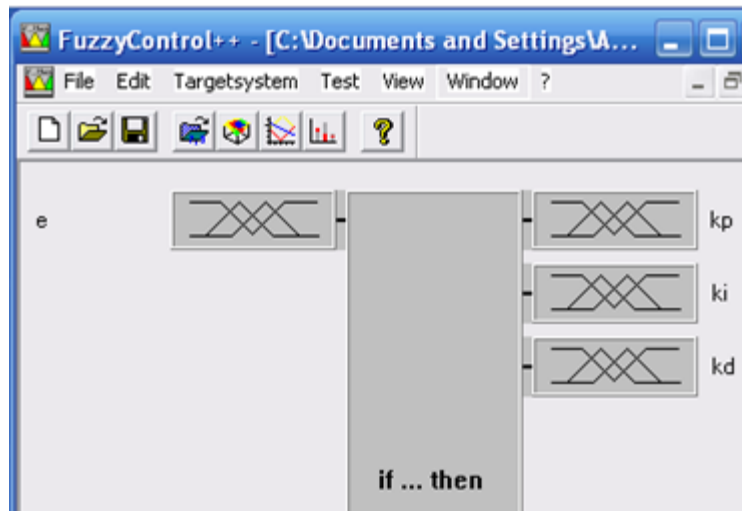 FuzzyControl++ - [C:\Documents and Settings\A...
File Edit Targetsystem Test View Window ?
e
kp
ki
kd
if ... then